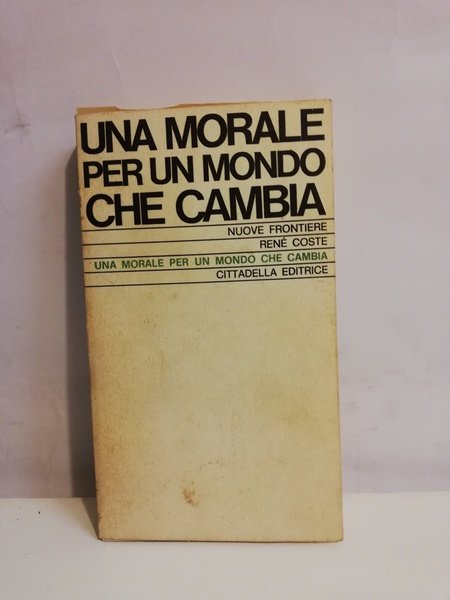 UNA MORALE
PER UN MONDO
CHE CAMBIA
NUOVE FRONTIERE
RENÉ COSTE
UNA MORALE PER UN MONDO CHE CAMBIA
CITTADELLA EDITRICE